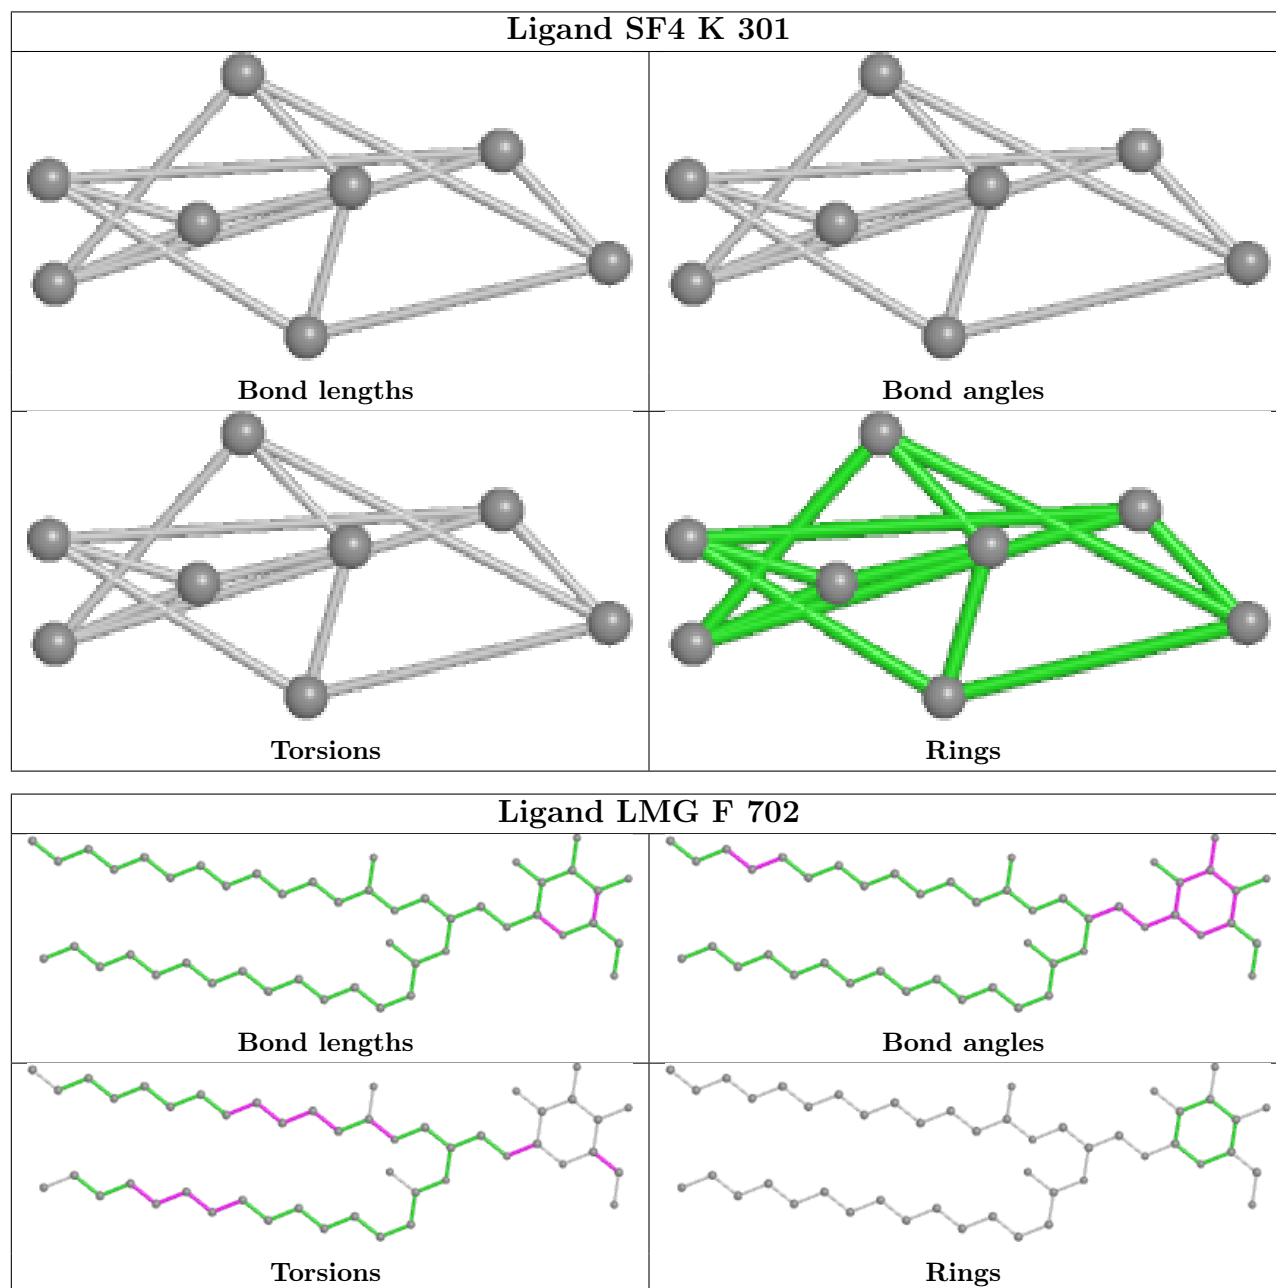 Ligand SF4 K 301
Bond lengths
Bond angles
Torsions
Rings
Ligand LMG F 702
Bond lengths
Bond angles
Torsions
Rings